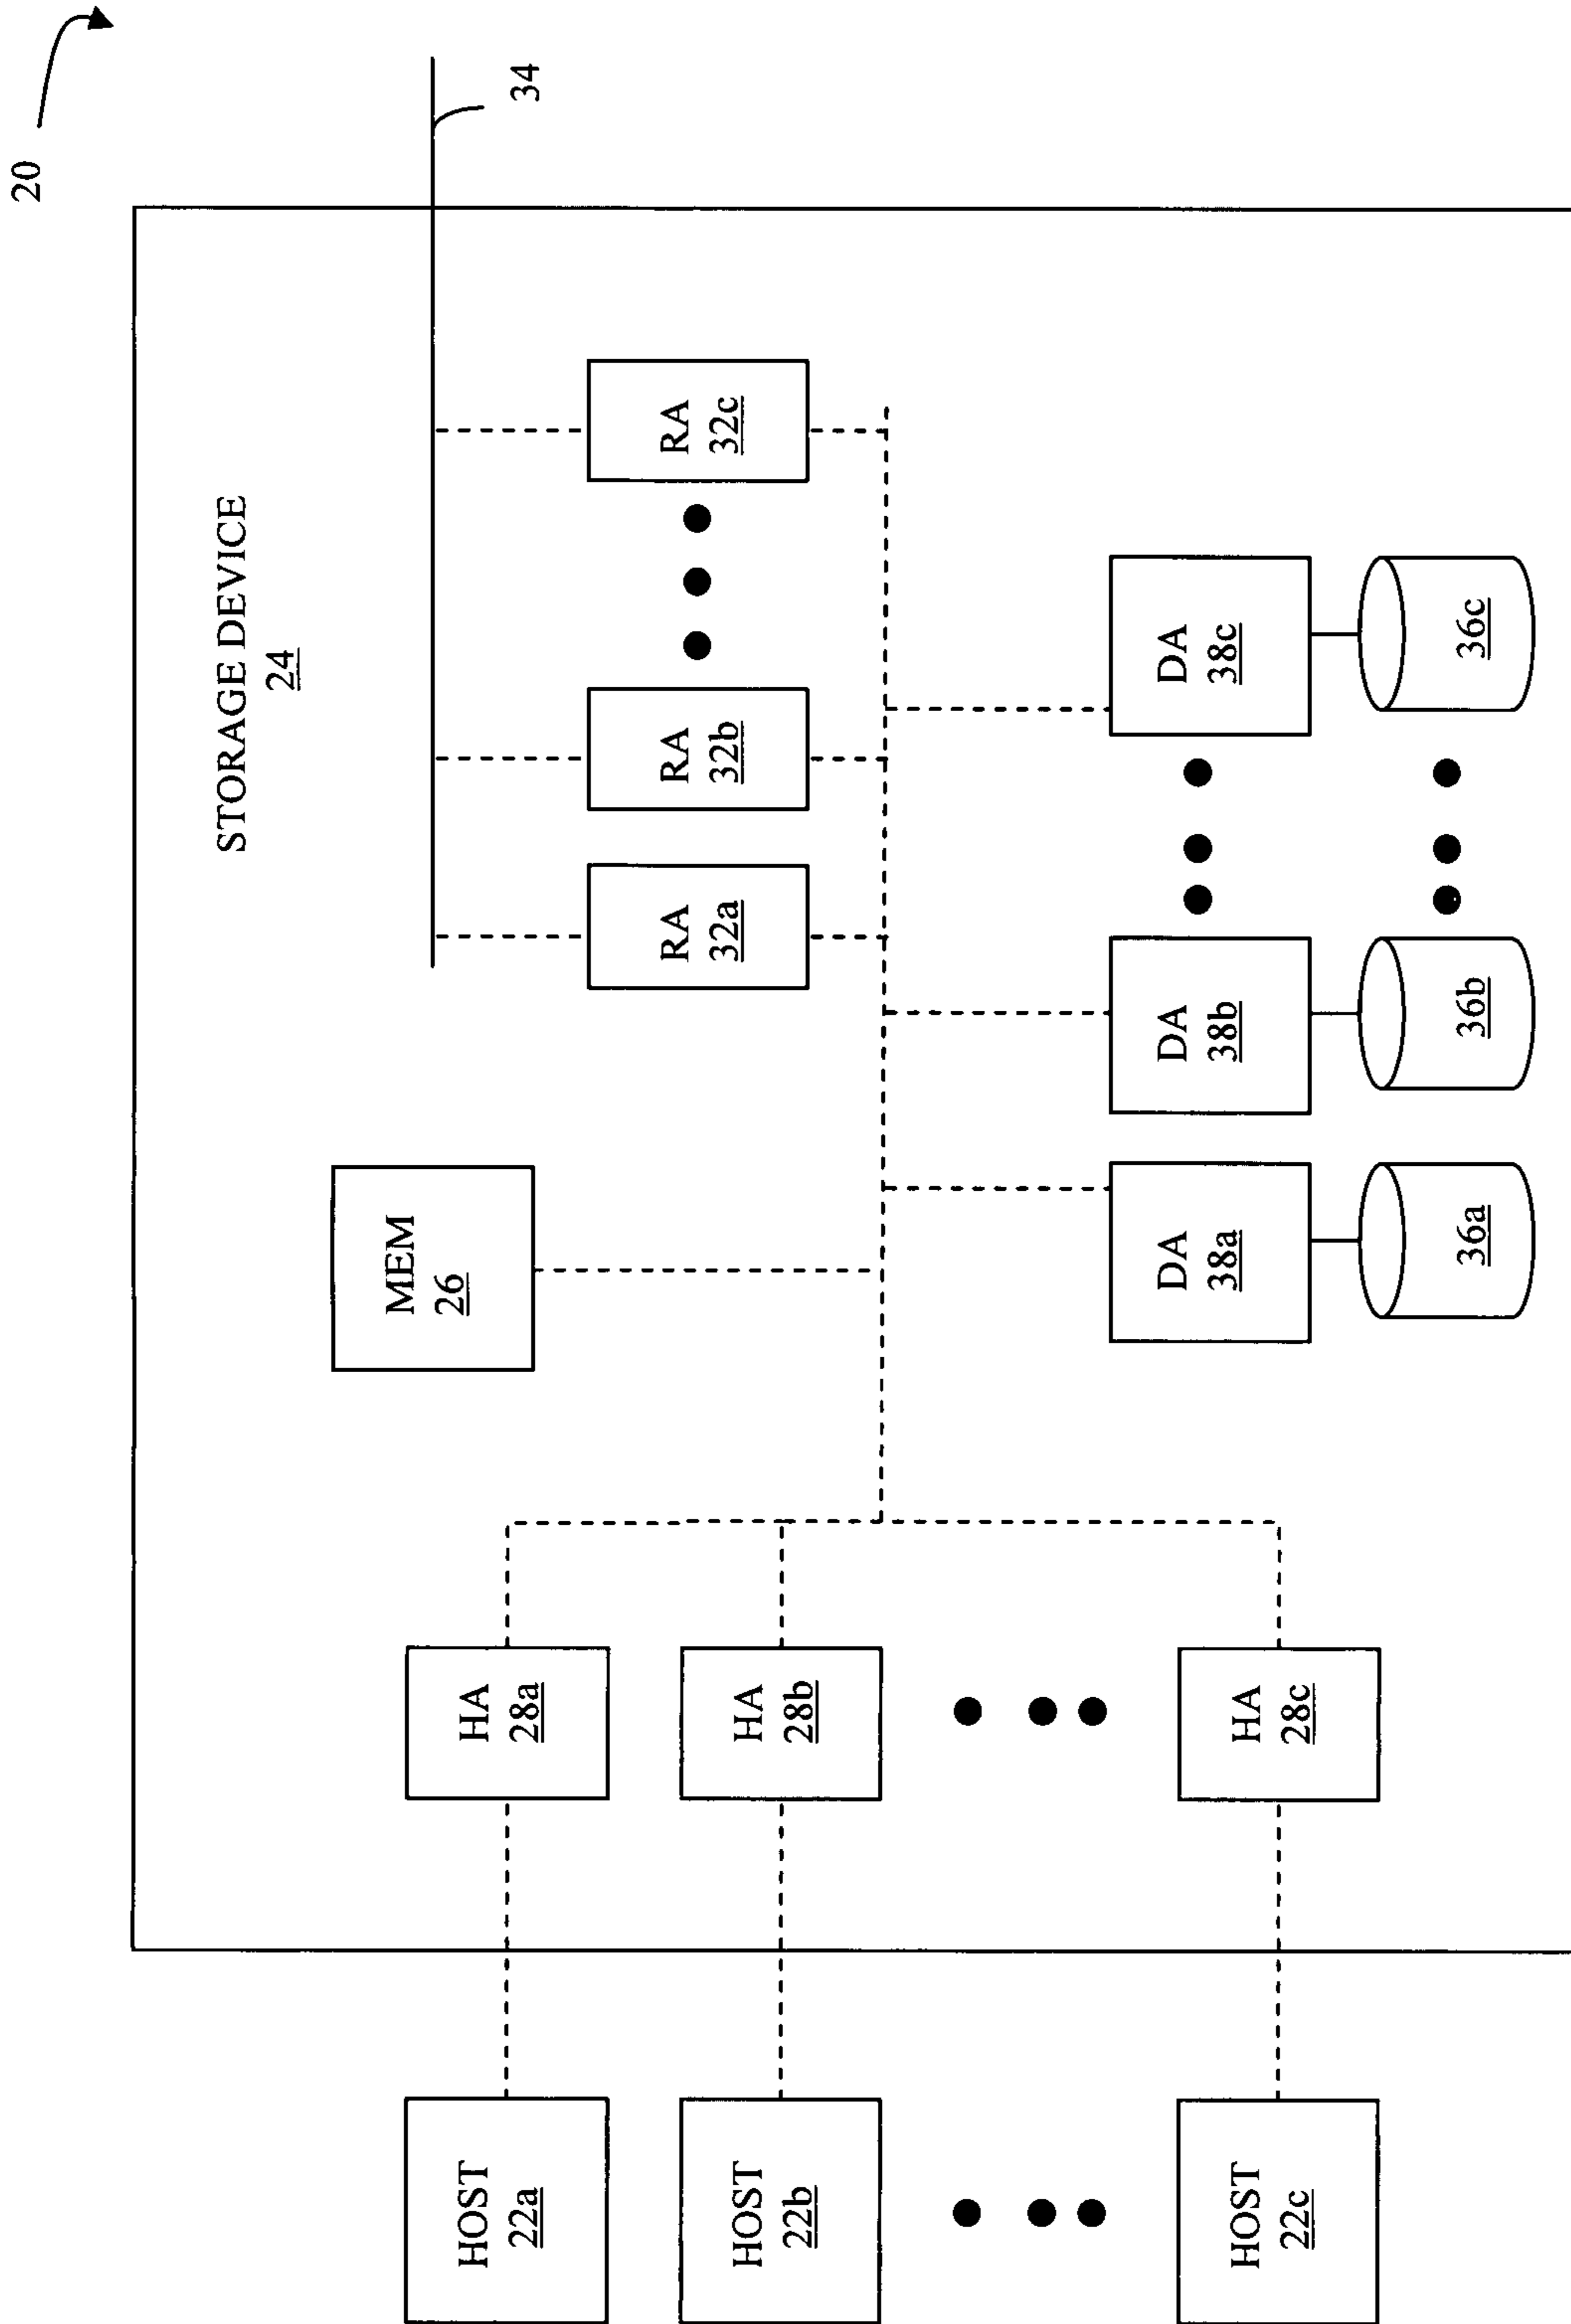 20
STORAGE DEVICE
24
34
MEM
26
RA
32a
RA
32b
RA
32c
HOST
22a
HA
28a
HOST
22b
HA
28b
HOST
22c
HA
28c
DA
38a
DA
38b
DA
38c
36a
36b
36c